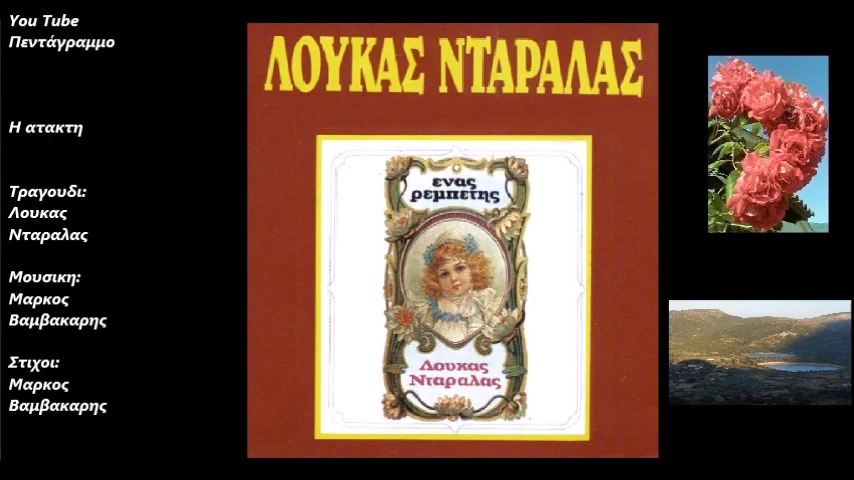 You Tube
Πεντάγραμμο
Η ατακτη
Τραγουδι:
Λουκας
Νταραλας
Μουσικη:
Μαρκος
Βαμβακαρης
Στιχοι:
Μαρκος
Βαμβακαρης
ΛΟΥΚΑΣ ΝΤΑΡΑΛΑΣ
ενας
ρεμπετης
Λουκας
Νταραλας